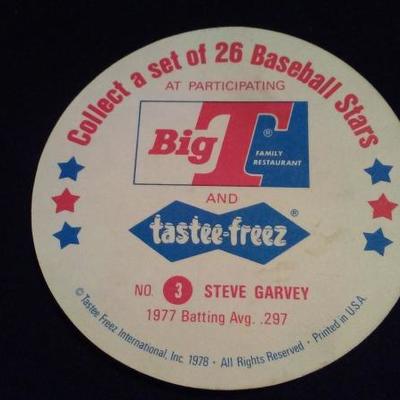 Collect a set of 26 Baseball Stars
AT PARTICIPATING
Big T®
FAMILY
RESTAURANT
AND
tastee-freez®
NO. 3 STEVE GARVEY
1977 Batting Avg. .297
© Tastee Freez International, Inc. 1978 • All Rights Reserved • Printed in U.S.A.